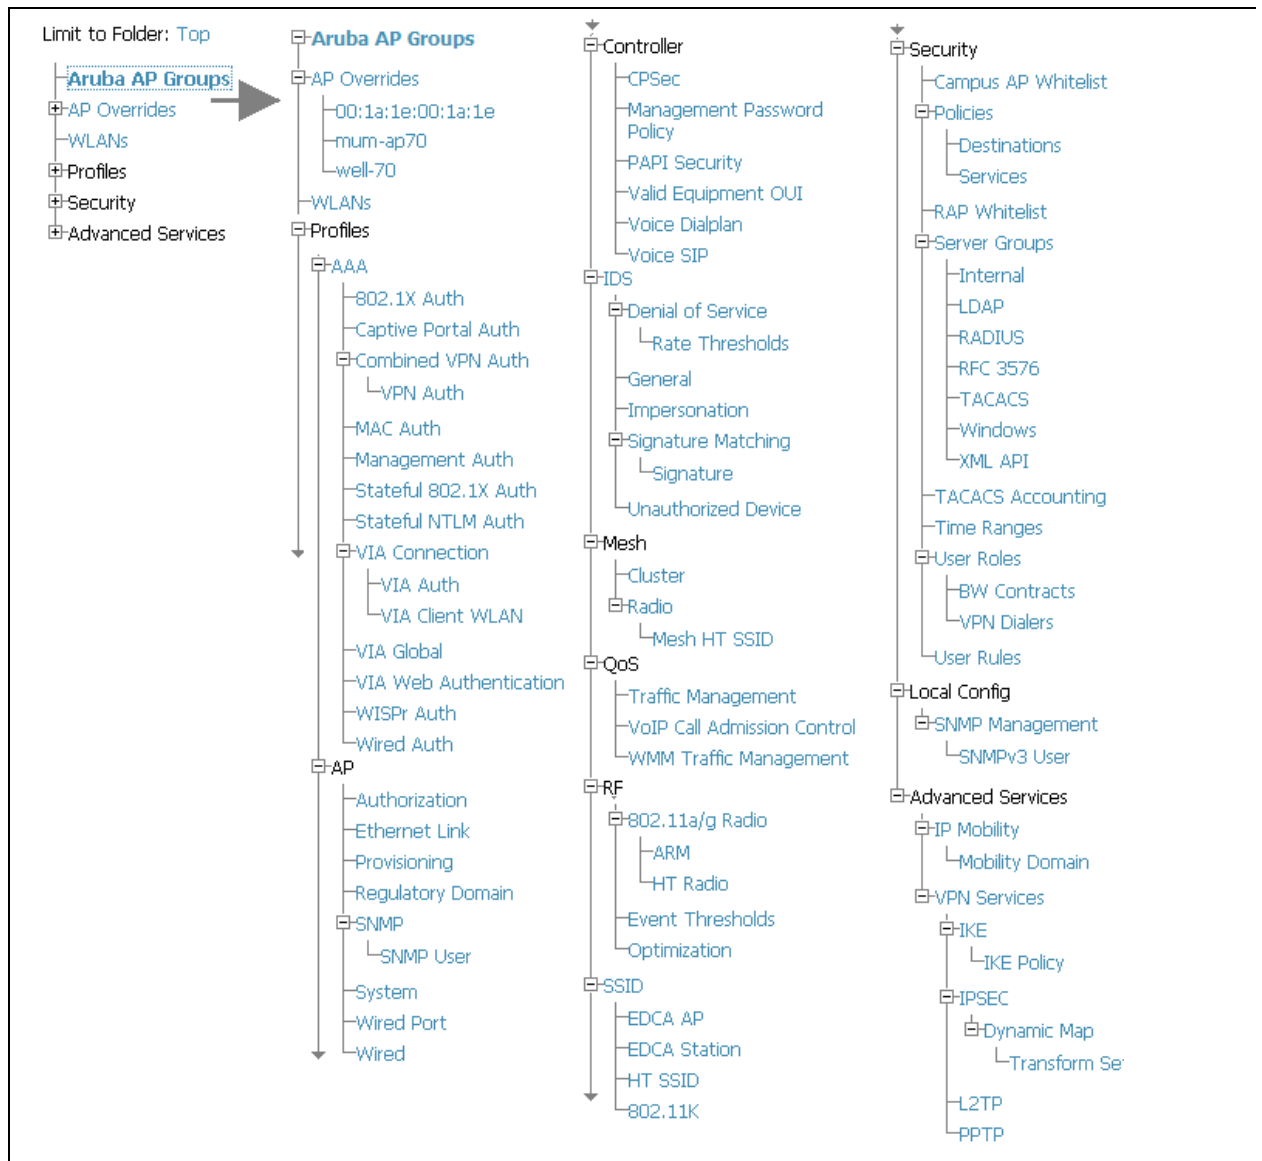 Limit to Folder: Top
Aruba AP Groups
AP Overrides
WLANs
Profiles
Security
Advanced Services
Aruba AP Groups
AP Overrides
00:1a:1e:00:1a:1e
mum-ap70
well-70
WLANs
Profiles
AAA
802.1X Auth
Captive Portal Auth
Combined VPN Auth
VPN Auth
MAC Auth
Management Auth
Stateful 802.1X Auth
Stateful NTLM Auth
VIA Connection
VIA Auth
VIA Client WLAN
VIA Global
VIA Web Authentication
WISPr Auth
Wired Auth
AP
Authorization
Ethernet Link
Provisioning
Regulatory Domain
SNMP
SNMP User
System
Wired Port
Wired
Controller
CPSec
Management Password
Policy
PAPI Security
Valid Equipment OUI
Voice Dialplan
Voice SIP
IDS
Denial of Service
Rate Thresholds
General
Impersonation
Signature Matching
Signature
Unauthorized Device
Mesh
Cluster
Radio
Mesh HT SSID
QoS
Traffic Management
VoIP Call Admission Control
WMM Traffic Management
RF
802.11a/g Radio
ARM
HT Radio
Event Thresholds
Optimization
SSID
EDCA AP
EDCA Station
HT SSID
802.11K
Security
Campus AP Whitelist
Policies
Destinations
Services
RAP Whitelist
Server Groups
Internal
LDAP
RADIUS
RFC 3576
TACACS
Windows
XML API
TACACS Accounting
Time Ranges
User Roles
BW Contracts
VPN Dialers
User Rules
Local Config
SNMP Management
SNMPv3 User
Advanced Services
IP Mobility
Mobility Domain
VPN Services
IKE
IKE Policy
IPSEC
Dynamic Map
Transform Se
L2TP
PPTP